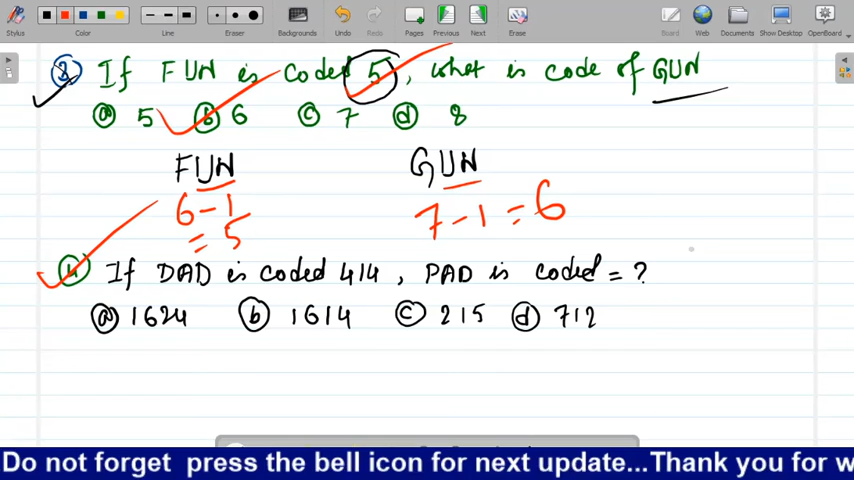 Stylus
Color
Lines
Eraser
Backgrounds
Undo
Pages
Previous
Next
Erase
Board
Web
Documents
Show Desktop
OpenBoard
3 If FUN is coded 5, what is code of GUN
a 5 b 6 c 7 d 8
FUN GUN
6-1 7-1 = 6
= 5
4 If DAD is coded 414, PAD is coded = ?
a 1624 b 1614 c 215 d 712
Do not forget press the bell icon for next update...Thank you for w